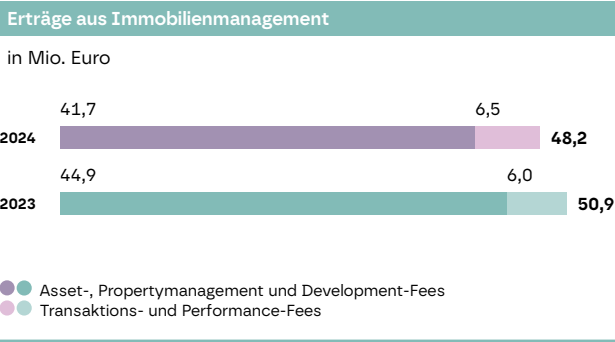 Erträge aus Immobilienmanagement
in Mio. Euro
41,7 6,5
2024 48,2
44,9 6,0
2023 50,9
Asset-, Propertymanagement und Development-Fees
Transaktions- und Performance-Fees